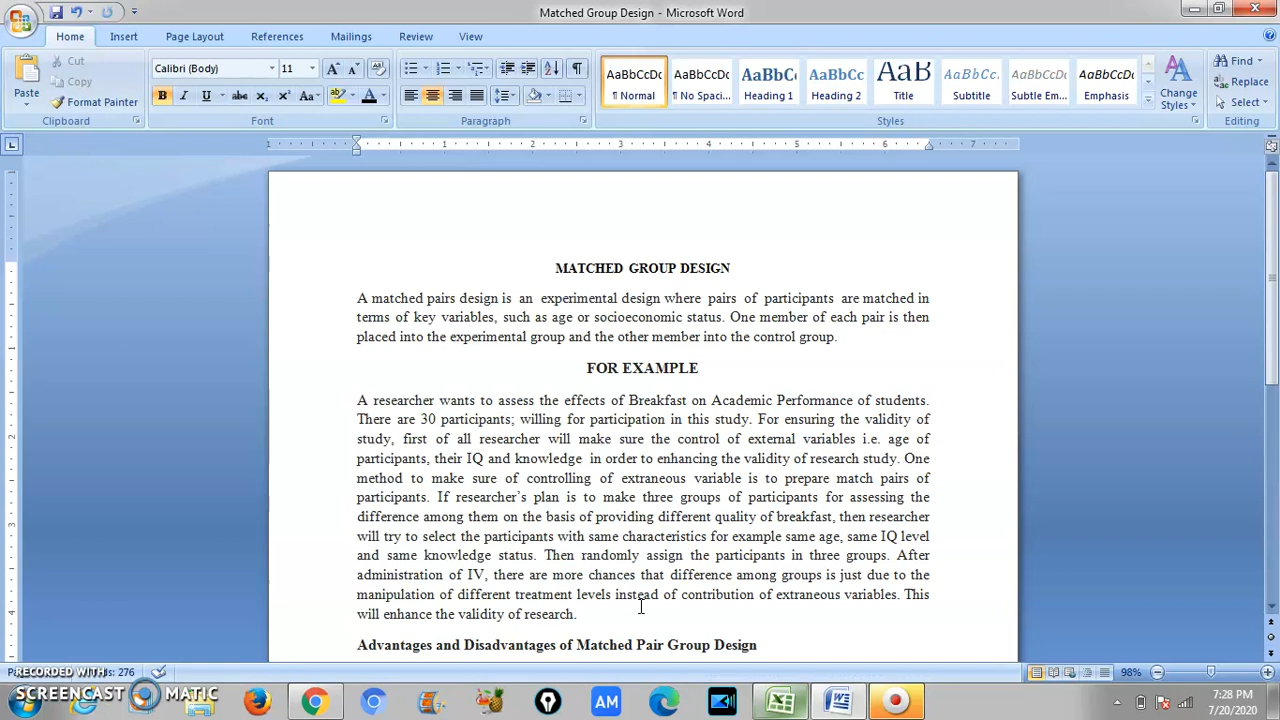 Matched Group Design - Microsoft Word
Home Insert Page Layout References Mailings Review View
Paste
Cut
Copy
Format Painter
Clipboard
Calibri (Body) 11
Font
Paragraph
AaBbCcDc AaBbCcDc AaBbCc AaBbCc AaB AaBbCc. AaBbCcDc AaBbCcDc
¶ Normal ¶ No Spaci... Heading 1 Heading 2 Title Subtitle Subtle Em... Emphasis
Change Styles
Styles
Find
Replace
Select
Editing
MATCHED GROUP DESIGN
A matched pairs design is an experimental design where pairs of participants are matched in
terms of key variables, such as age or socioeconomic status. One member of each pair is then
placed into the experimental group and the other member into the control group.
FOR EXAMPLE
A researcher wants to assess the effects of Breakfast on Academic Performance of students.
There are 30 participants; willing for participation in this study. For ensuring the validity of
study, first of all researcher will make sure the control of external variables i.e. age of
participants, their IQ and knowledge in order to enhancing the validity of research study. One
method to make sure of controlling of extraneous variable is to prepare match pairs of
participants. If researcher's plan is to make three groups of participants for assessing the
difference among them on the basis of providing different quality of breakfast, then researcher
will try to select the participants with same characteristics for example same age, same IQ level
and same knowledge status. Then randomly assign the participants in three groups. After
administration of IV, there are more chances that difference among groups is just due to the
manipulation of different treatment levels instead of contribution of extraneous variables. This
will enhance the validity of research.
Advantages and Disadvantages of Matched Pair Group Design
276
98%
RECORDED WITH
SCREENCAST MATIC
AM
7:28 PM
7/20/2020